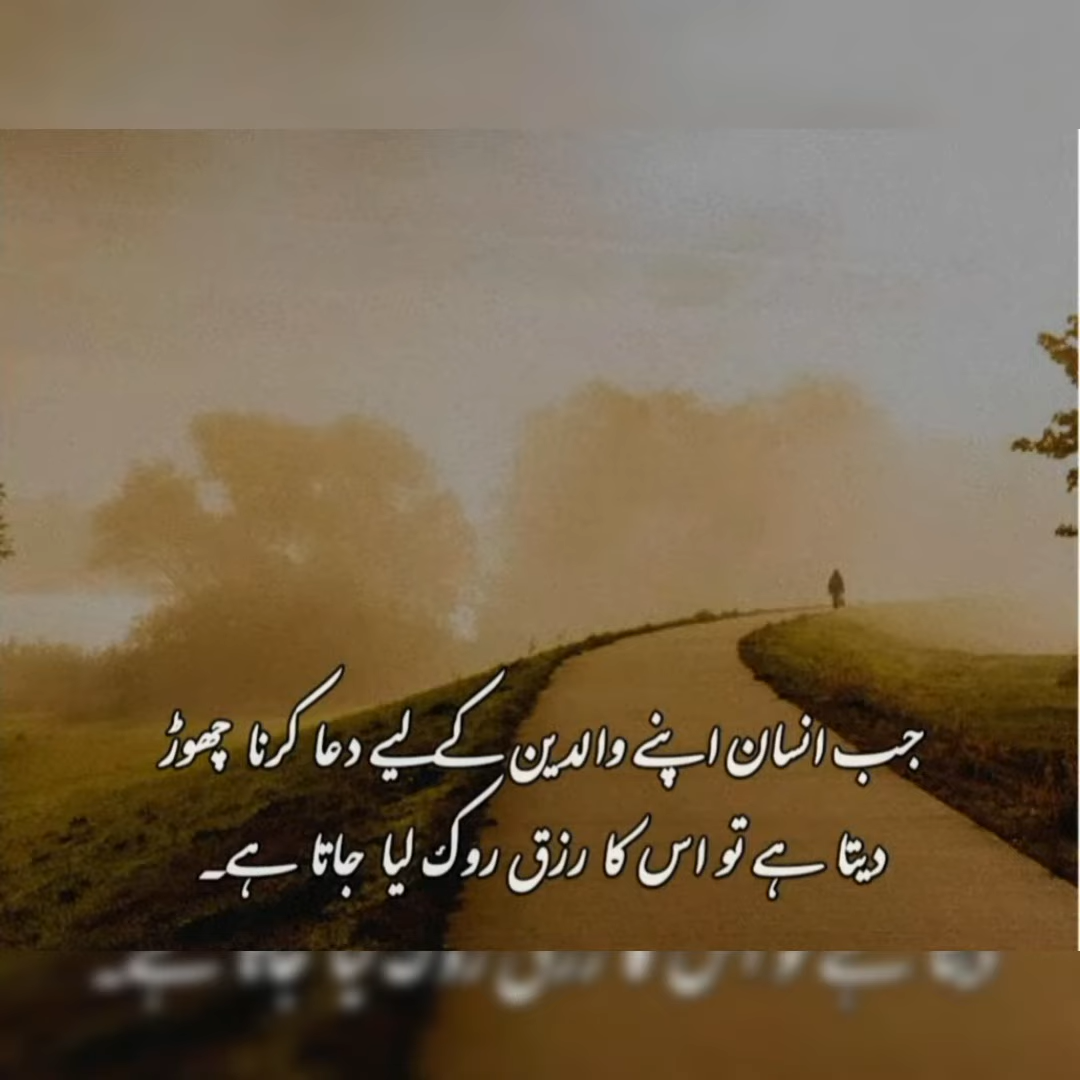 جب انسان اپنے والدین کے لیے دعا کرنا چھوڑ
دیتا ہے تو اس کا رزق روک لیا جاتا ہے۔